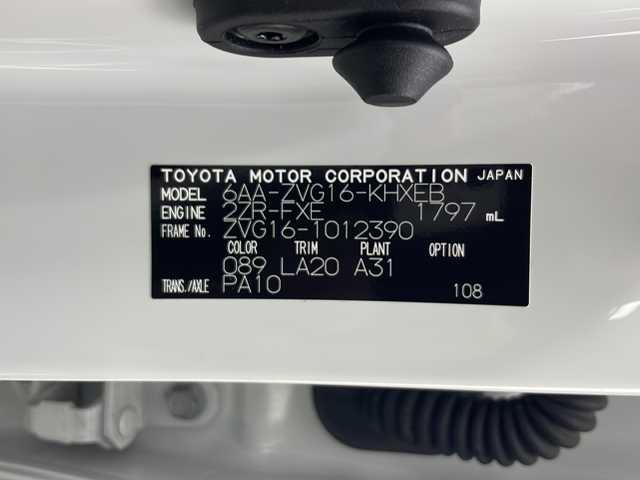 TOYOTA MOTOR CORPORATION JAPAN
MODEL 6AA-ZVG16-KHXEB
ENGINE 2ZR-FXE 1797 mL
FRAME No. ZVG16-1012390
COLOR TRIM PLANT OPTION
089 LA20 A31
TRANS./AXLE PA10 108